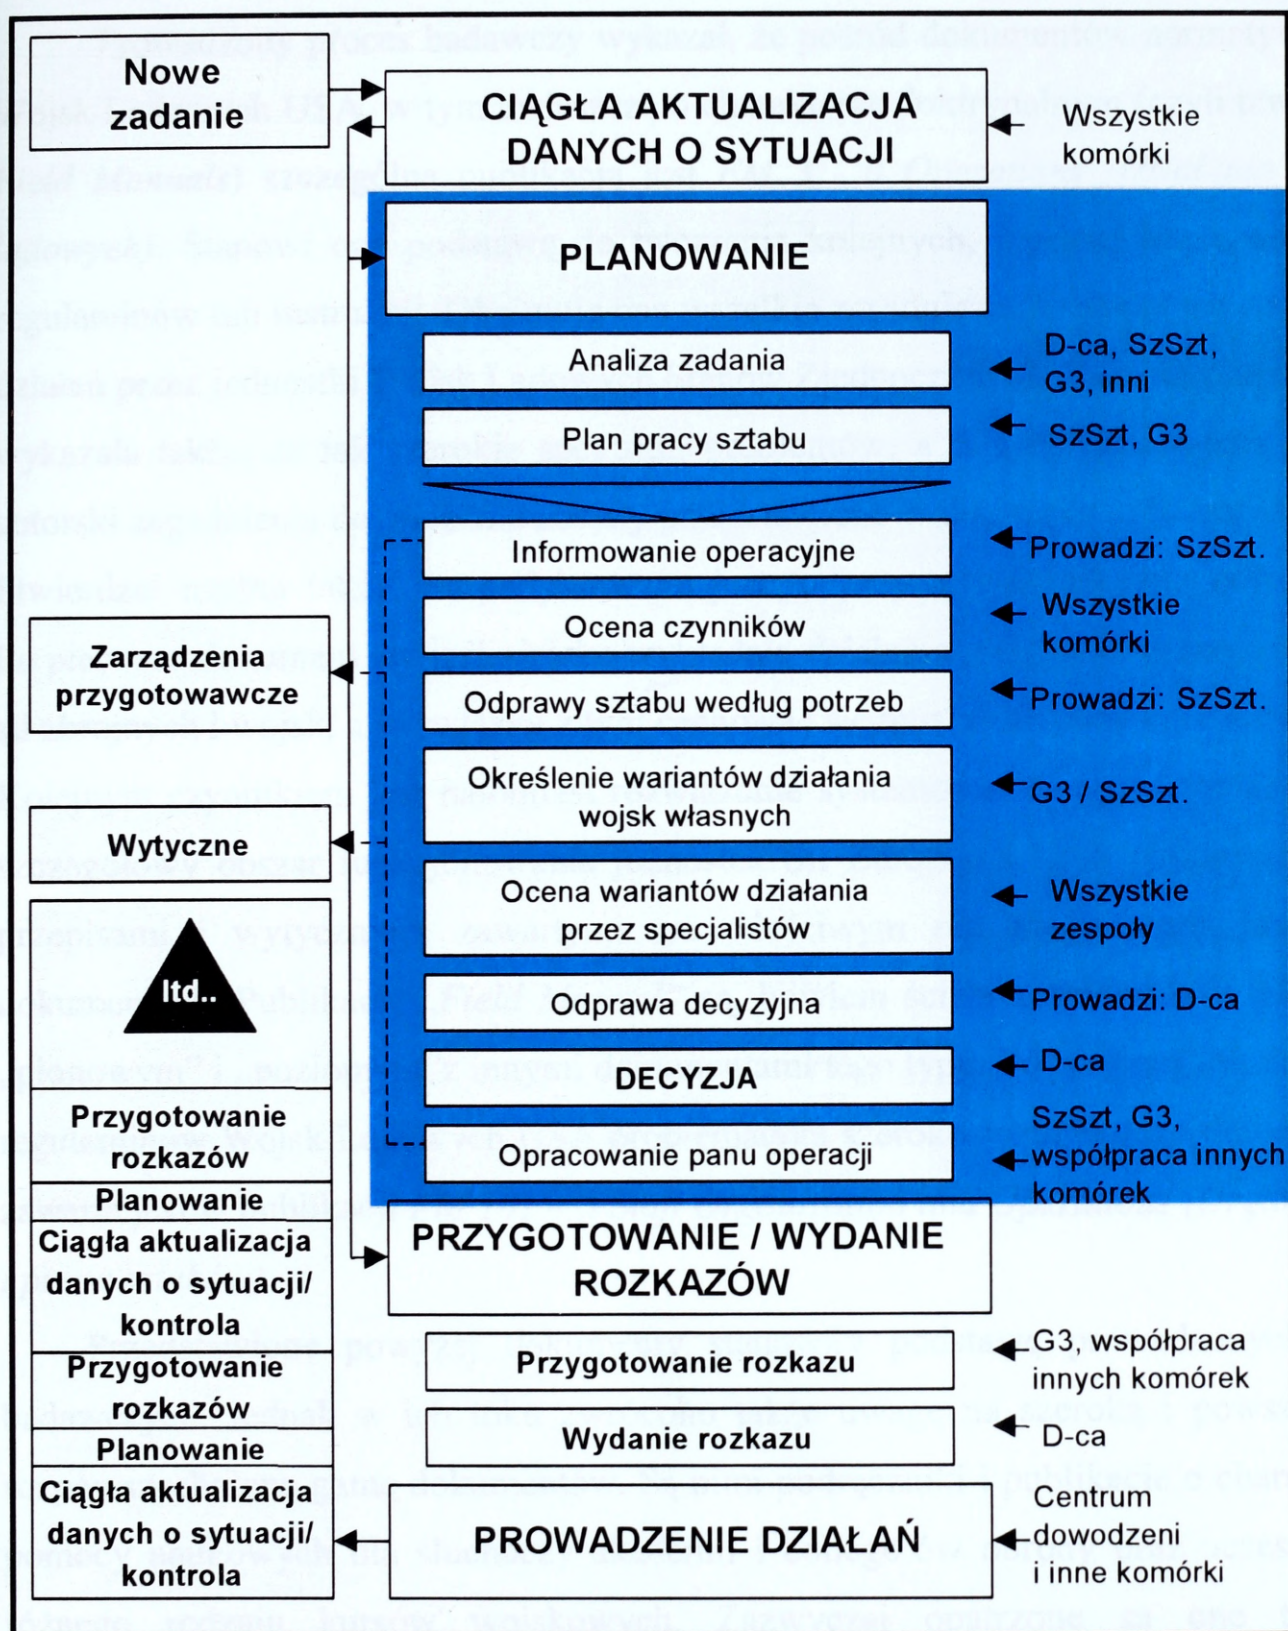 Nowe
zadanie
CIĄGŁA AKTUALIZACJA
DANYCH O SYTUACJI
Wszystkie
komórki
PLANOWANIE
Analiza zadania
D-ca, SzSzt,
G3, inni
Plan pracy sztabu
SzSzt, G3
Informowanie operacyjne
Prowadzi: SzSzt.
Ocena czynników
Wszystkie
komórki
Zarządzenia
przygotowawcze
Odprawy sztabu według potrzeb
Prowadzi: SzSzt.
Określenie wariantów działania
wojsk własnych
G3 / SzSzt.
Wytyczne
Ocena wariantów działania
przez specjalistów
Wszystkie
zespoły
Itd..
Odprawa decyzyjna
Prowadzi: D-ca
DECYZJA
D-ca
Opracowanie panu operacji
SzSzt, G3,
współpraca innych
komórek
Przygotowanie
rozkazów
Planowanie
Ciągła aktualizacja
danych o sytuacji/
kontrola
Przygotowanie
rozkazów
Planowanie
Ciągła aktualizacja
danych o sytuacji/
kontrola
PRZYGOTOWANIE / WYDANIE
ROZKAZÓW
Przygotowanie rozkazu
G3, współpraca
innych komórek
Wydanie rozkazu
D-ca
PROWADZENIE DZIAŁAŃ
Centrum
dowodzeni
i inne komórki